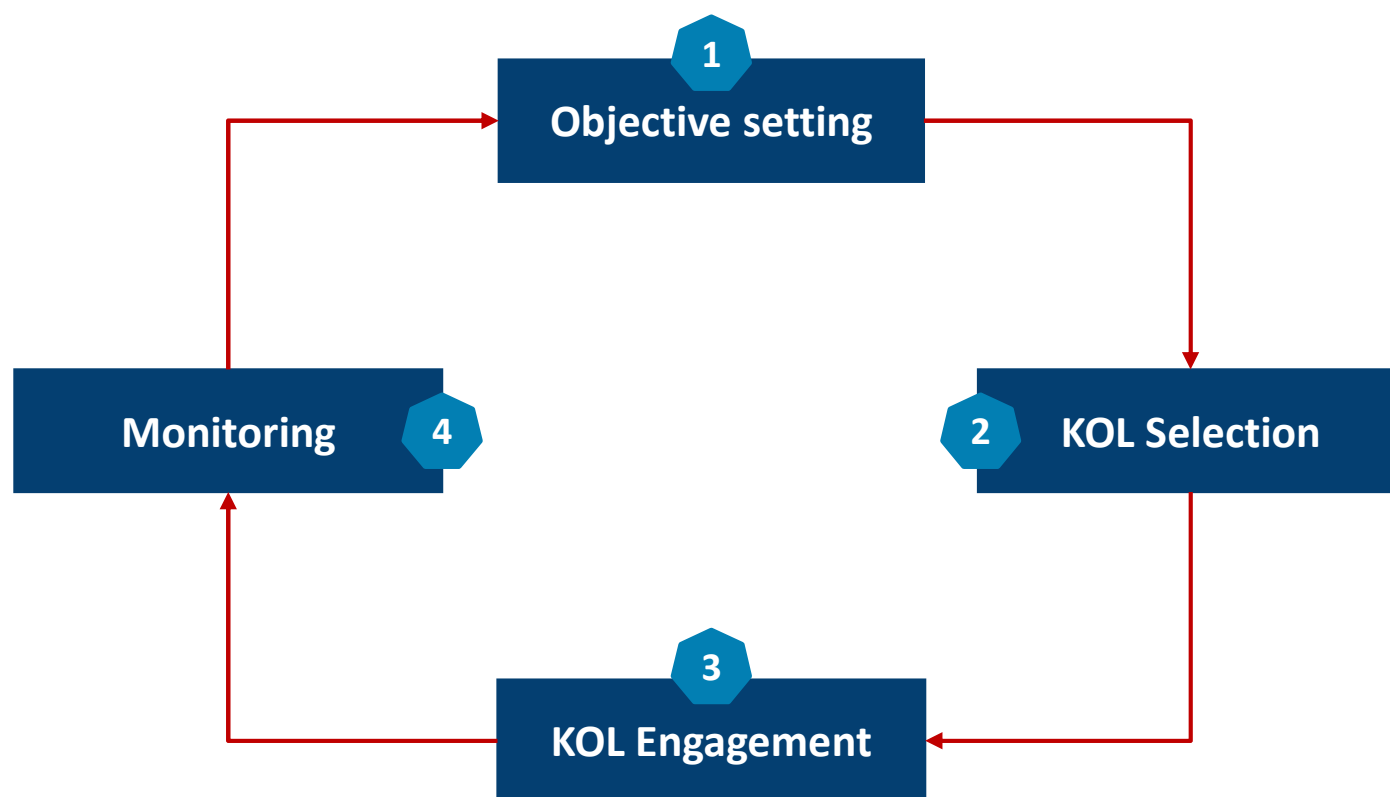 1
Objective setting
2
KOL Selection
3
KOL Engagement
4
Monitoring